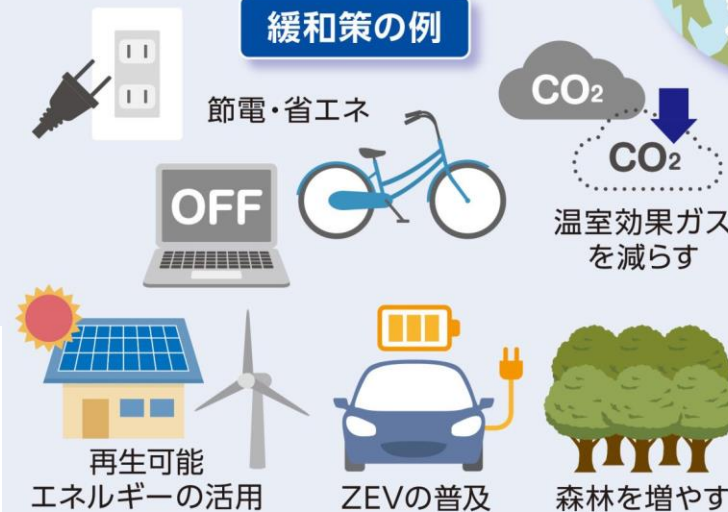 緩和策の例
節電・省エネ
CO₂
CO₂
OFF
温室効果ガス
を減らす
再生可能
エネルギーの活用
ZEVの普及
森林を増やす